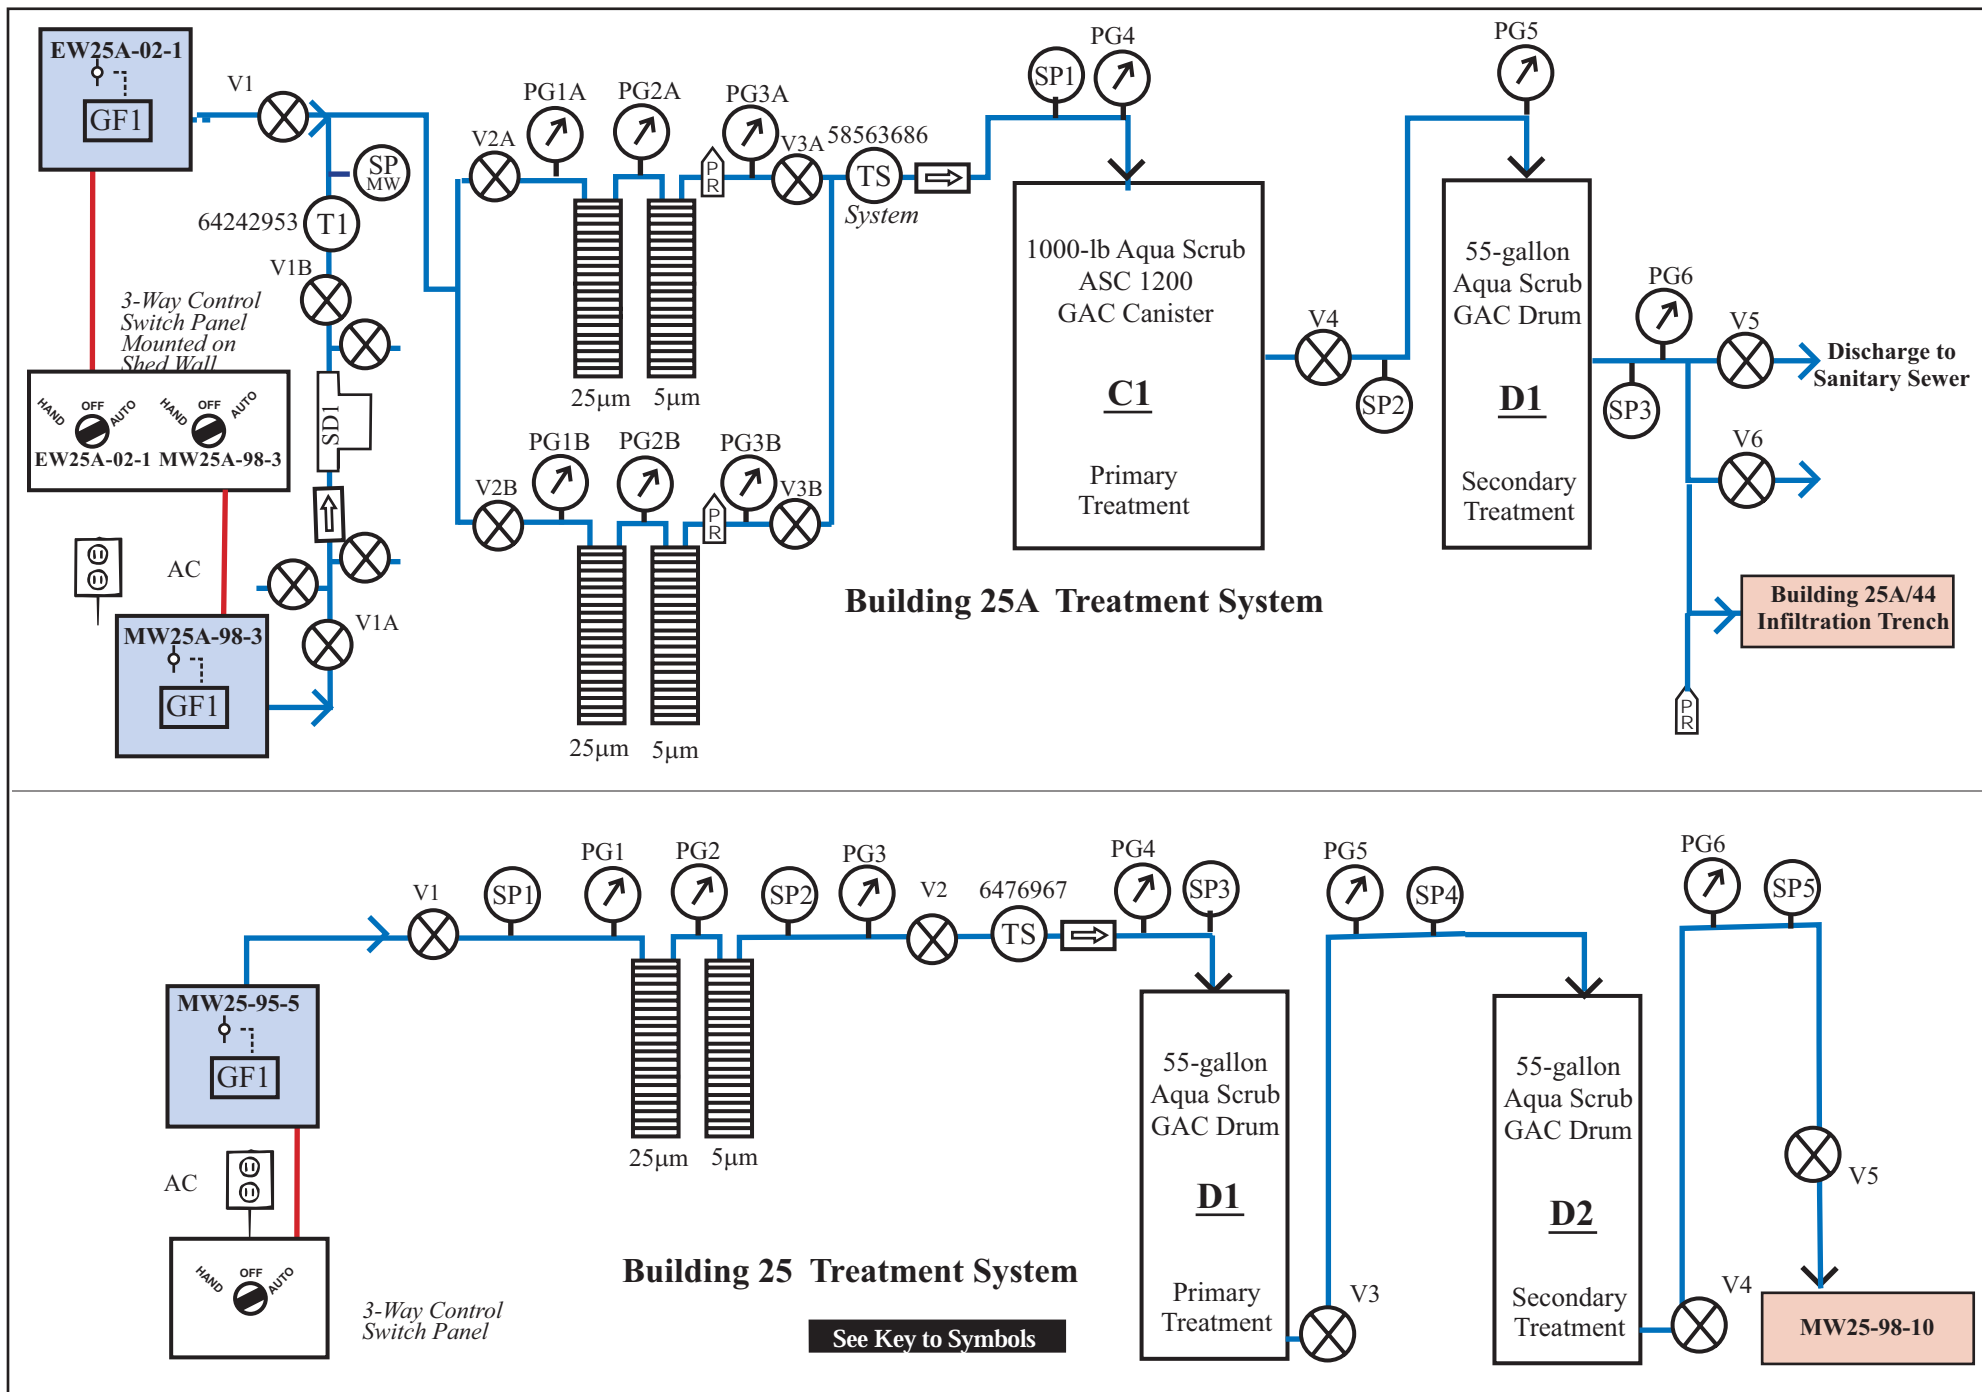 EW25A-02-1
GF1
V1
SP
MW
64242953
T1
V1B
3-Way Control
Switch Panel
Mounted on
Shed Wall
HAND
OFF
AUTO
HAND
OFF
AUTO
EW25A-02-1
MW25A-98-3
SD1
AC
V1A
MW25A-98-3
GF1
PG1A
PG2A
PG3A
V2A
V3A
PR
58563686
TS
System
25µm
5µm
PG1B
PG2B
PG3B
V2B
V3B
PR
25µm
5µm
SP1
PG4
1000-lb Aqua Scrub
ASC 1200
GAC Canister
C1
Primary
Treatment
V4
SP2
PG5
55-gallon
Aqua Scrub
GAC Drum
D1
Secondary
Treatment
PG6
SP3
V5
Discharge to
Sanitary Sewer
V6
Building 25A/44
Infiltration Trench
PR
Building 25A Treatment System
MW25-95-5
GF1
AC
HAND
OFF
AUTO
3-Way Control
Switch Panel
V1
SP1
PG1
PG2
SP2
PG3
V2
6476967
TS
25µm
5µm
PG4
SP3
55-gallon
Aqua Scrub
GAC Drum
D1
Primary
Treatment
V3
PG5
SP4
55-gallon
Aqua Scrub
GAC Drum
D2
Secondary
Treatment
V4
PG6
SP5
V5
MW25-98-10
Building 25 Treatment System
See Key to Symbols